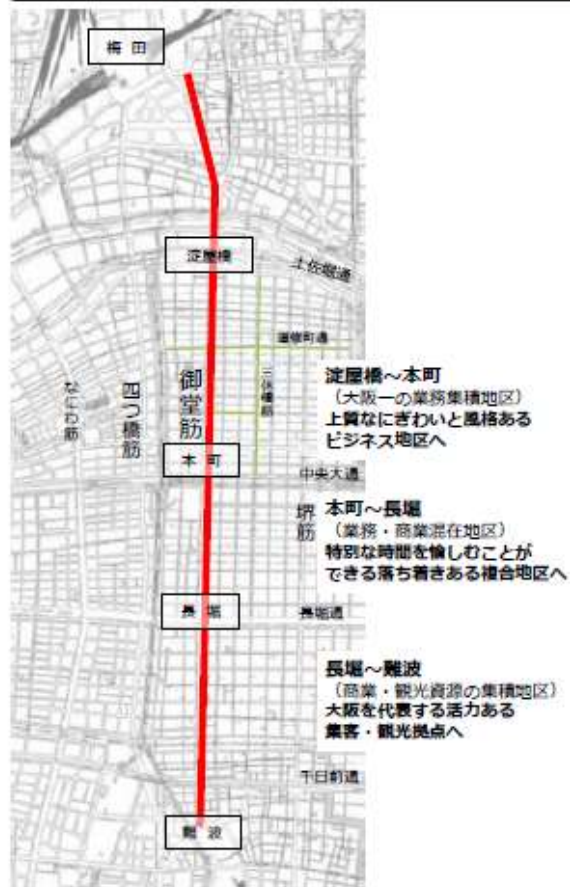 梅田
淀屋橋
土佐堀通
道修町通
三休橋筋
なにわ筋
四つ橋筋
御堂筋
淀屋橋～本町
（大阪一の業務集積地区）
上質なにぎわいと風格ある
ビジネス地区へ
本町
中央大通
堺筋
本町～長堀
（業務・商業混在地区）
特別な時間を愉しむことが
できる落ち着きある複合地区へ
長堀
長堀通
長堀～難波
（商業・観光資源の集積地区）
大阪を代表する活力ある
集客・観光拠点へ
千日前通
難波